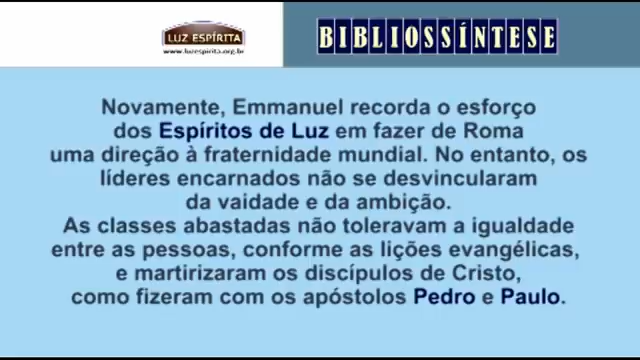 LUZ ESPÍRITA
www.luzespirita.org.br
BIBLIOSSÍNTESE
Novamente, Emmanuel recorda o esforço
dos Espíritos de Luz em fazer de Roma
uma direção à fraternidade mundial. No entanto, os
líderes encarnados não se desvincularam
da vaidade e da ambição.
As classes abastadas não toleravam a igualdade
entre as pessoas, conforme as lições evangélicas,
e martirizaram os discípulos de Cristo,
como fizeram com os apóstolos Pedro e Paulo.